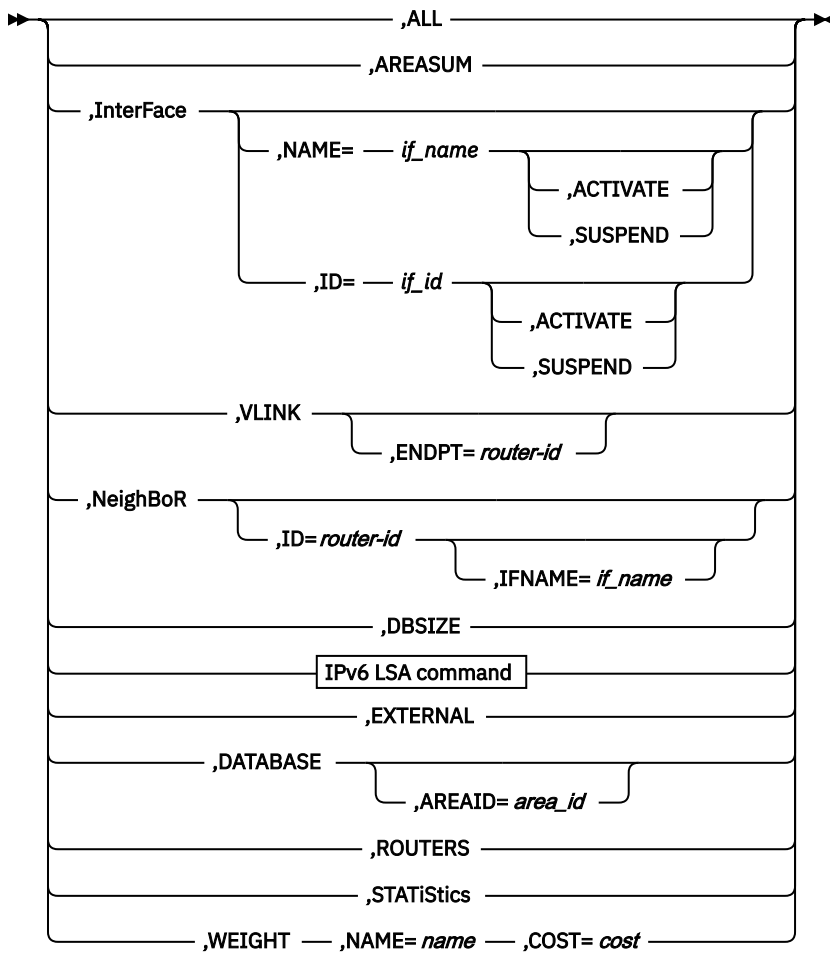 ,ALL
,AREASUM
,InterFace
,NAME= if_name
,ACTIVATE
,SUSPEND
,ID= if_id
,ACTIVATE
,SUSPEND
,VLINK
,ENDPT= router-id
,NeighBoR
,ID= router-id
,IFNAME= if_name
,DBSIZE
IPv6 LSA command
,EXTERNAL
,DATABASE
,AREAID= area_id
,ROUTERS
,STATiStics
,WEIGHT ,NAME= name ,COST= cost